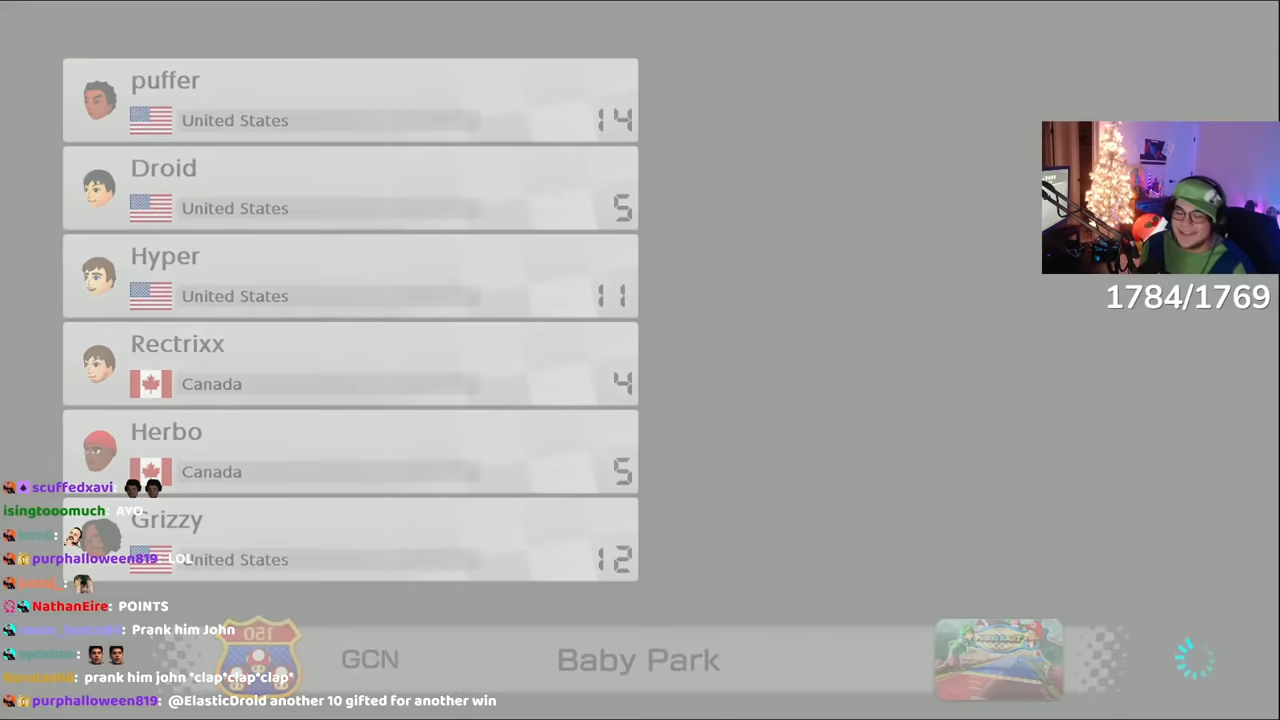 puffer
United States
14
Droid
United States
5
Hyper
United States
11
Rectrixx
Canada
4
Herbo
Canada
5
Grizzy
United States
12
1784/1769
scuffedxavi:
isingtooomuch: AYO
purphalloween819: LOL
NathanEire: POINTS
Prank him John
prank him john *clap*clap*clap*
purphalloween819: @ElasticDroid another 10 gifted for another win
150
GCN
Baby Park